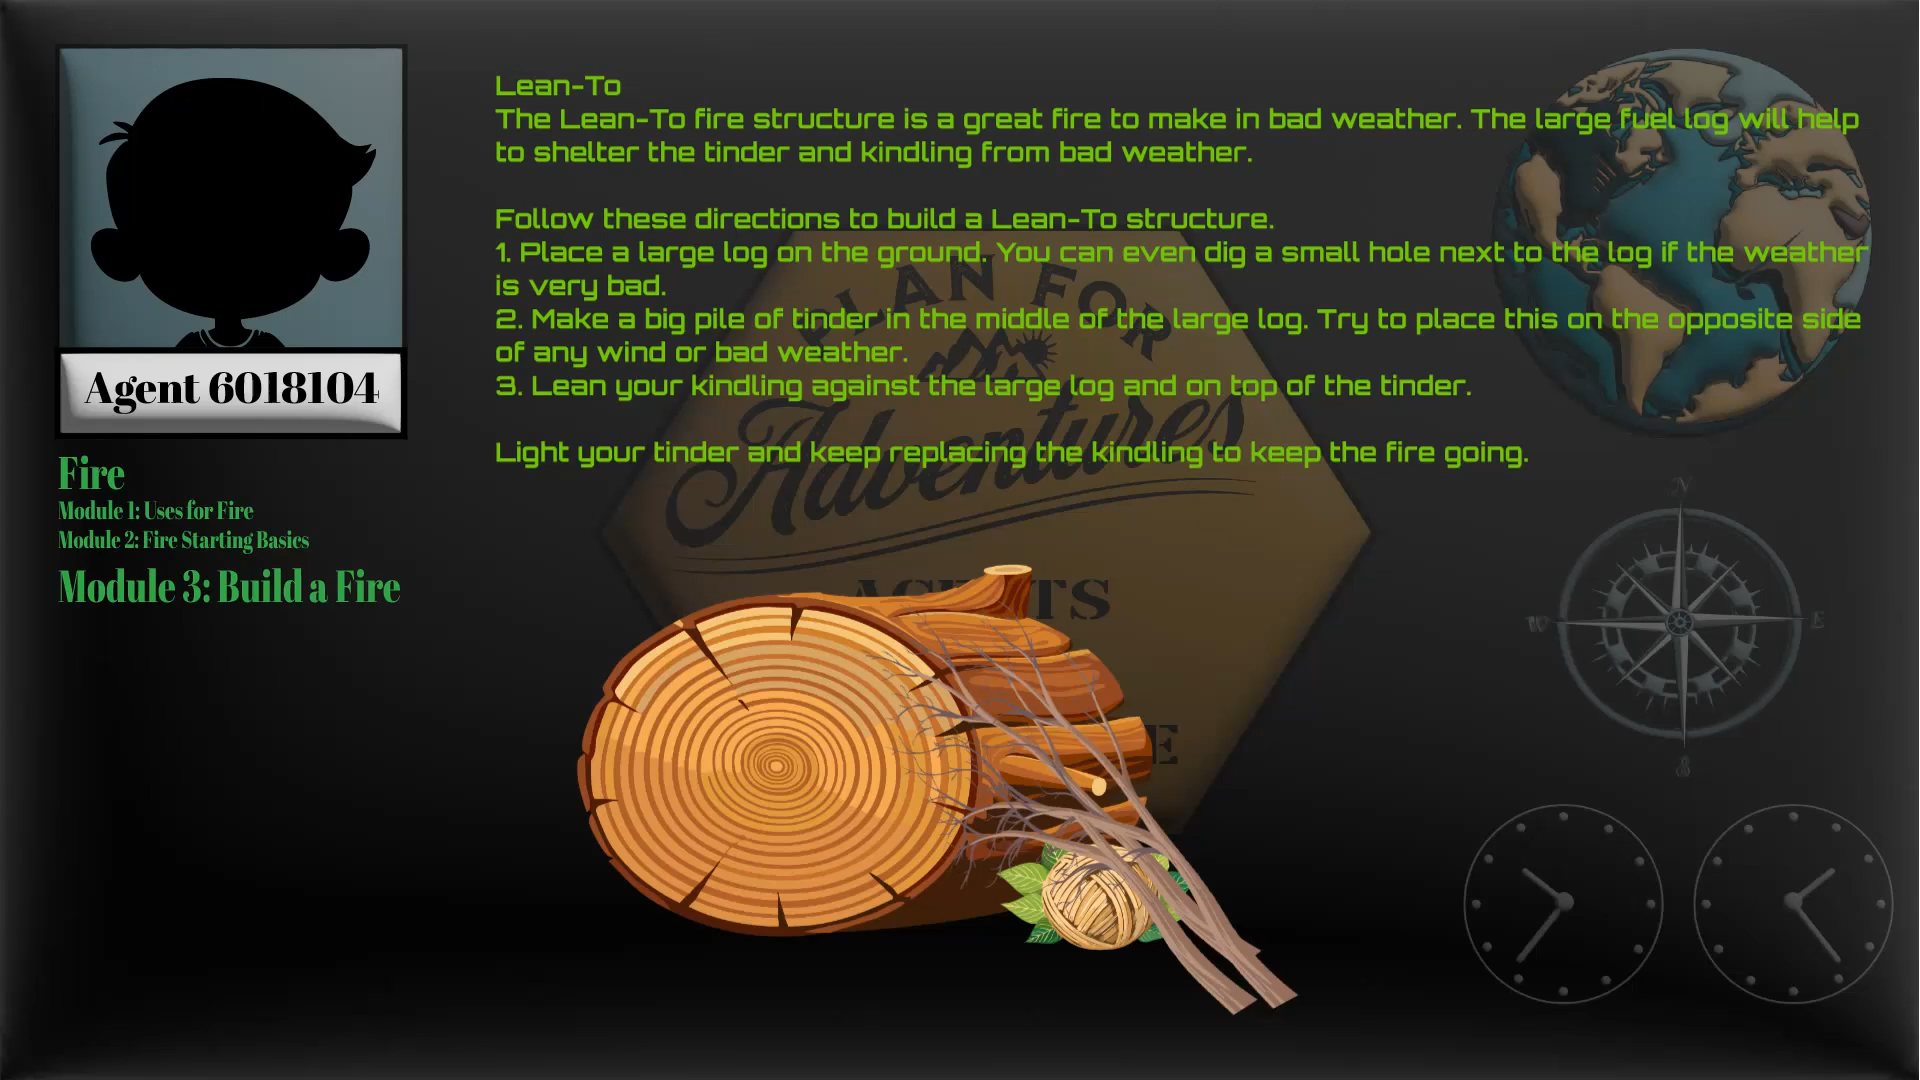 Lean-To
The Lean-To fire structure is a great fire to make in bad weather. The large fuel log will help
to shelter the tinder and kindling from bad weather.
Follow these directions to build a Lean-To structure.
1. Place a large log on the ground. You can even dig a small hole next to the log if the weather
is very bad.
2. Make a big pile of tinder in the middle of the large log. Try to place this on the opposite side
of any wind or bad weather.
3. Lean your kindling against the large log and on top of the tinder.
Light your tinder and keep replacing the kindling to keep the fire going.
Agent 6018104
Fire
Module 1: Uses for Fire
Module 2: Fire Starting Basics
Module 3: Build a Fire
PLAN FOR
Adventures
N
W E
S